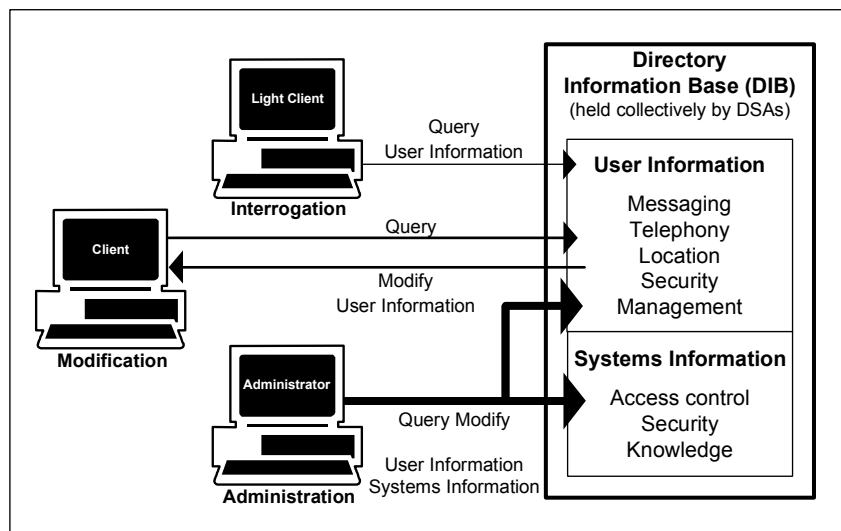 Light Client
Interrogation
Query
User Information
Client
Modification
Query
Modify
User Information
Administrator
Administration
Query Modify
User Information
Systems Information
Directory
Information Base (DIB)
(held collectively by DSAs)
User Information
Messaging
Telephony
Location
Security
Management
Systems Information
Access control
Security
Knowledge